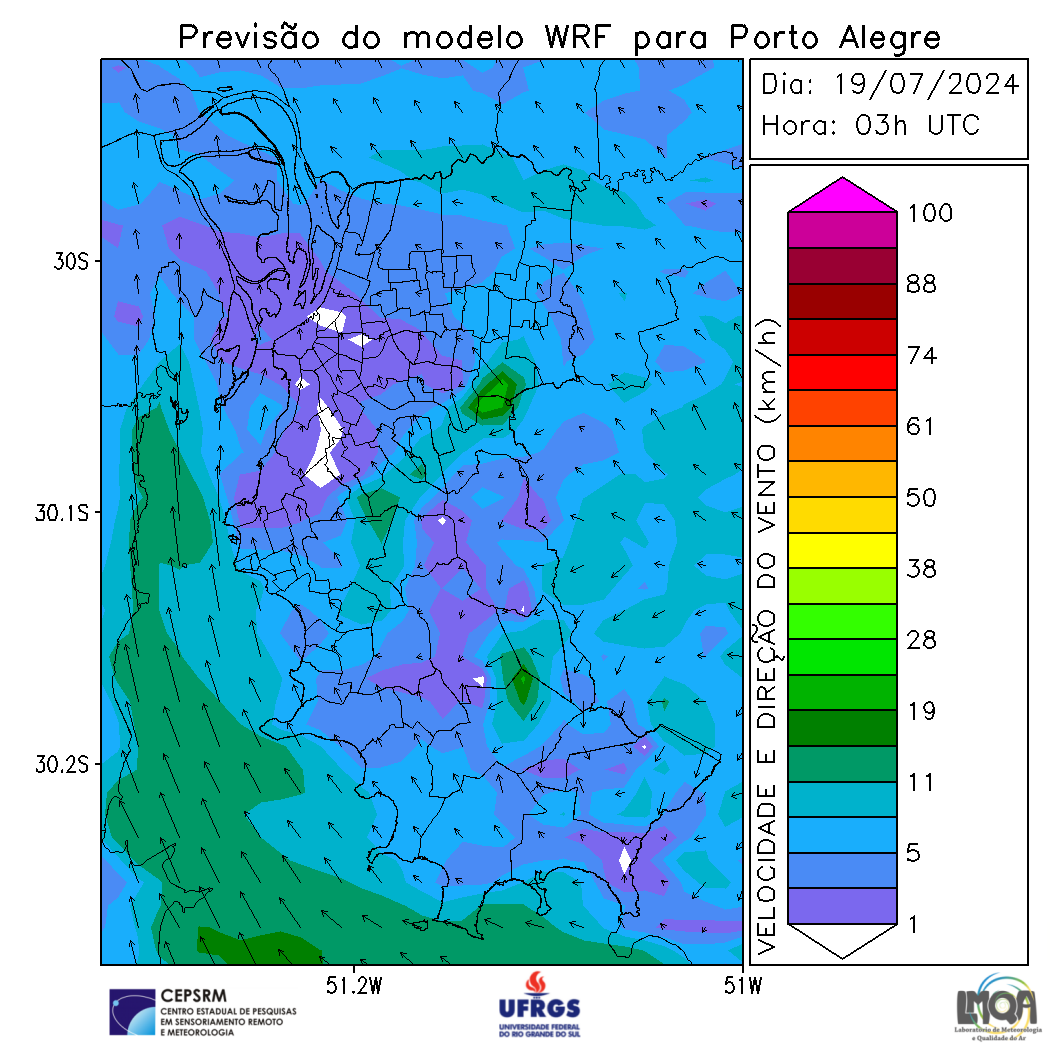 Previsão do modelo WRF para Porto Alegre
Dia: 19/07/2024
Hora: 03h UTC
30S
30.1S
30.2S
51.2W
51W
VELOCIDADE E DIREÇÃO DO VENTO (km/h)
100
88
74
61
50
38
28
19
11
5
1
CEPSRM
CENTRO ESTADUAL DE PESQUISAS
EM SENSORIAMENTO REMOTO
E METEOROLOGIA
UFRGS
UNIVERSIDADE FEDERAL
DO RIO GRANDE DO SUL
LMQA
Laboratório de Meteorologia
e Qualidade do Ar